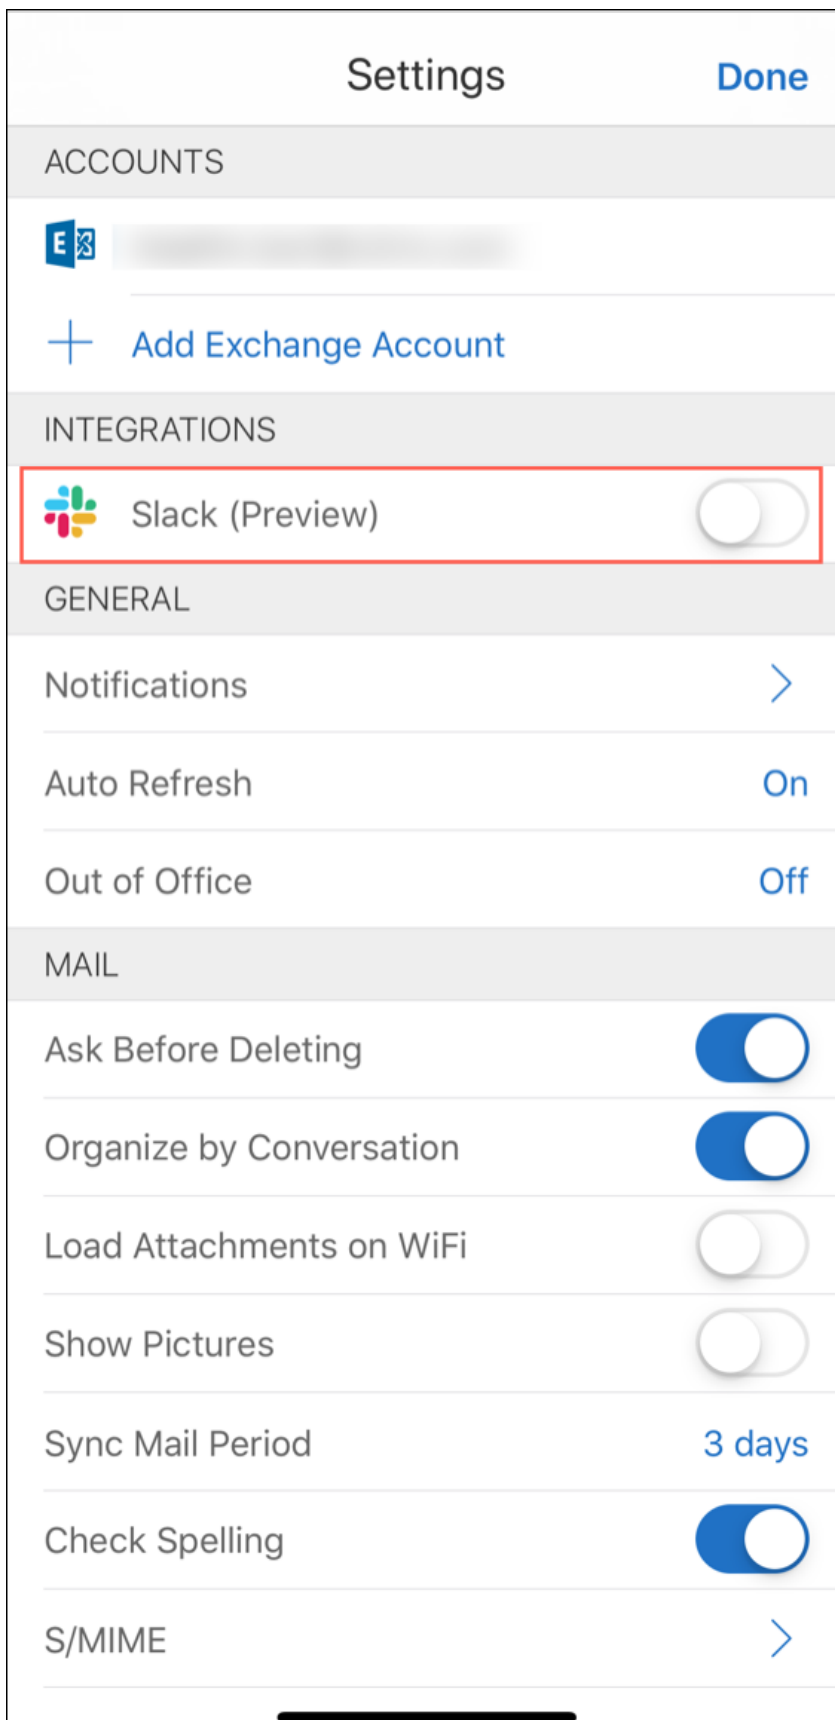 Settings
Done
ACCOUNTS
Add Exchange Account
INTEGRATIONS
Slack (Preview)
GENERAL
Notifications
Auto Refresh
On
Out of Office
Off
MAIL
Ask Before Deleting
Organize by Conversation
Load Attachments on WiFi
Show Pictures
Sync Mail Period
3 days
Check Spelling
S/MIME